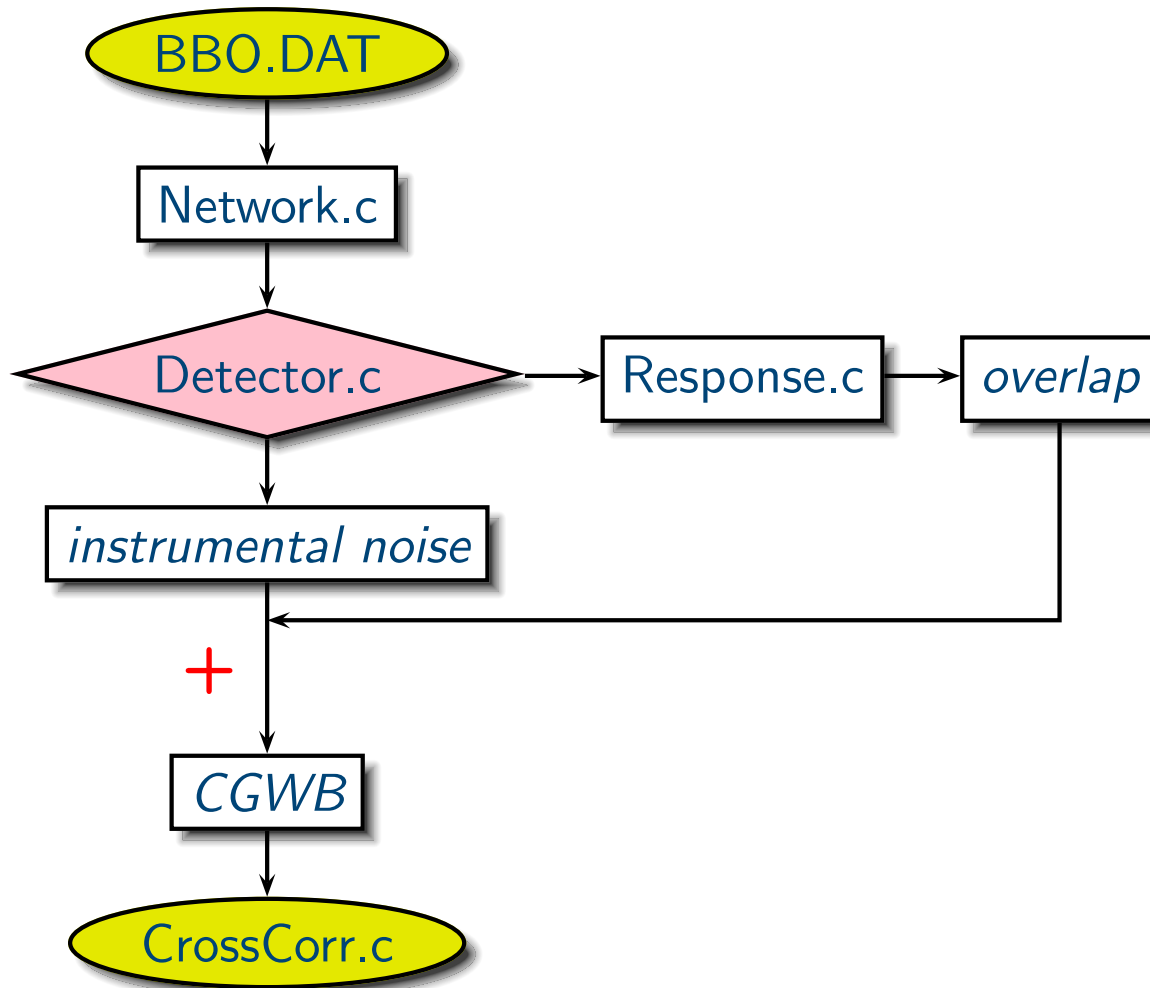 BBO.DAT
Network.c
Detector.c
Response.c
overlap
instrumental noise
+
CGWB
CrossCorr.c